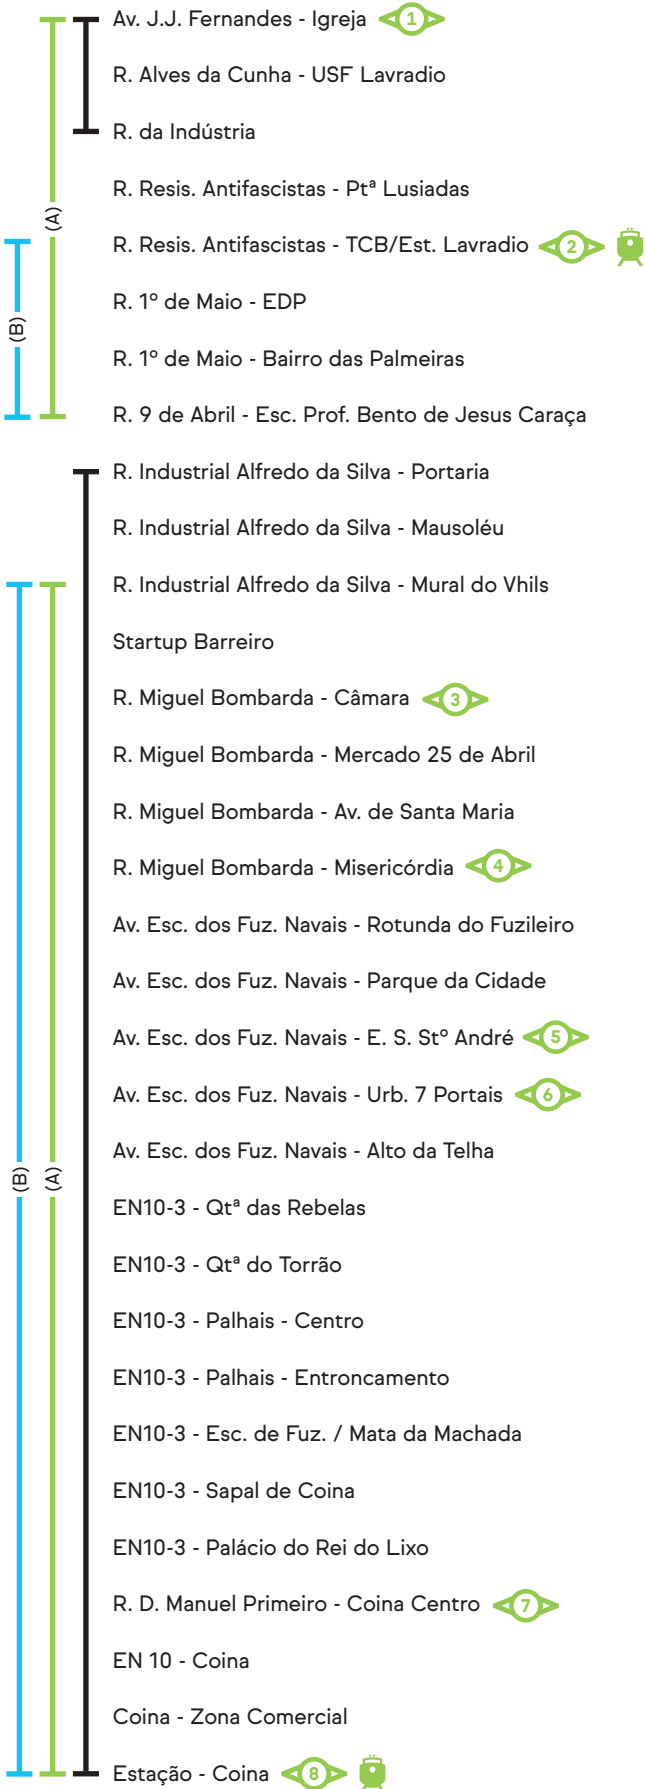 Av. J.J. Fernandes - Igreja 1
R. Alves da Cunha - USF Lavradio
R. da Indústria
R. Resis. Antifascistas - Ptª Lusiadas
(A)
R. Resis. Antifascistas - TCB/Est. Lavradio 2
R. 1º de Maio - EDP
(B)
R. 1º de Maio - Bairro das Palmeiras
R. 9 de Abril - Esc. Prof. Bento de Jesus Caraça
R. Industrial Alfredo da Silva - Portaria
R. Industrial Alfredo da Silva - Mausoléu
R. Industrial Alfredo da Silva - Mural do Vhils
Startup Barreiro
R. Miguel Bombarda - Câmara 3
R. Miguel Bombarda - Mercado 25 de Abril
R. Miguel Bombarda - Av. de Santa Maria
R. Miguel Bombarda - Misericórdia 4
Av. Esc. dos Fuz. Navais - Rotunda do Fuzileiro
Av. Esc. dos Fuz. Navais - Parque da Cidade
Av. Esc. dos Fuz. Navais - E. S. Stº André 5
Av. Esc. dos Fuz. Navais - Urb. 7 Portais 6
Av. Esc. dos Fuz. Navais - Alto da Telha
(B) (A)
EN10-3 - Qtª das Rebelas
EN10-3 - Qtª do Torrão
EN10-3 - Palhais - Centro
EN10-3 - Palhais - Entroncamento
EN10-3 - Esc. de Fuz. / Mata da Machada
EN10-3 - Sapal de Coina
EN10-3 - Palácio do Rei do Lixo
R. D. Manuel Primeiro - Coina Centro 7
EN 10 - Coina
Coina - Zona Comercial
Estação - Coina 8